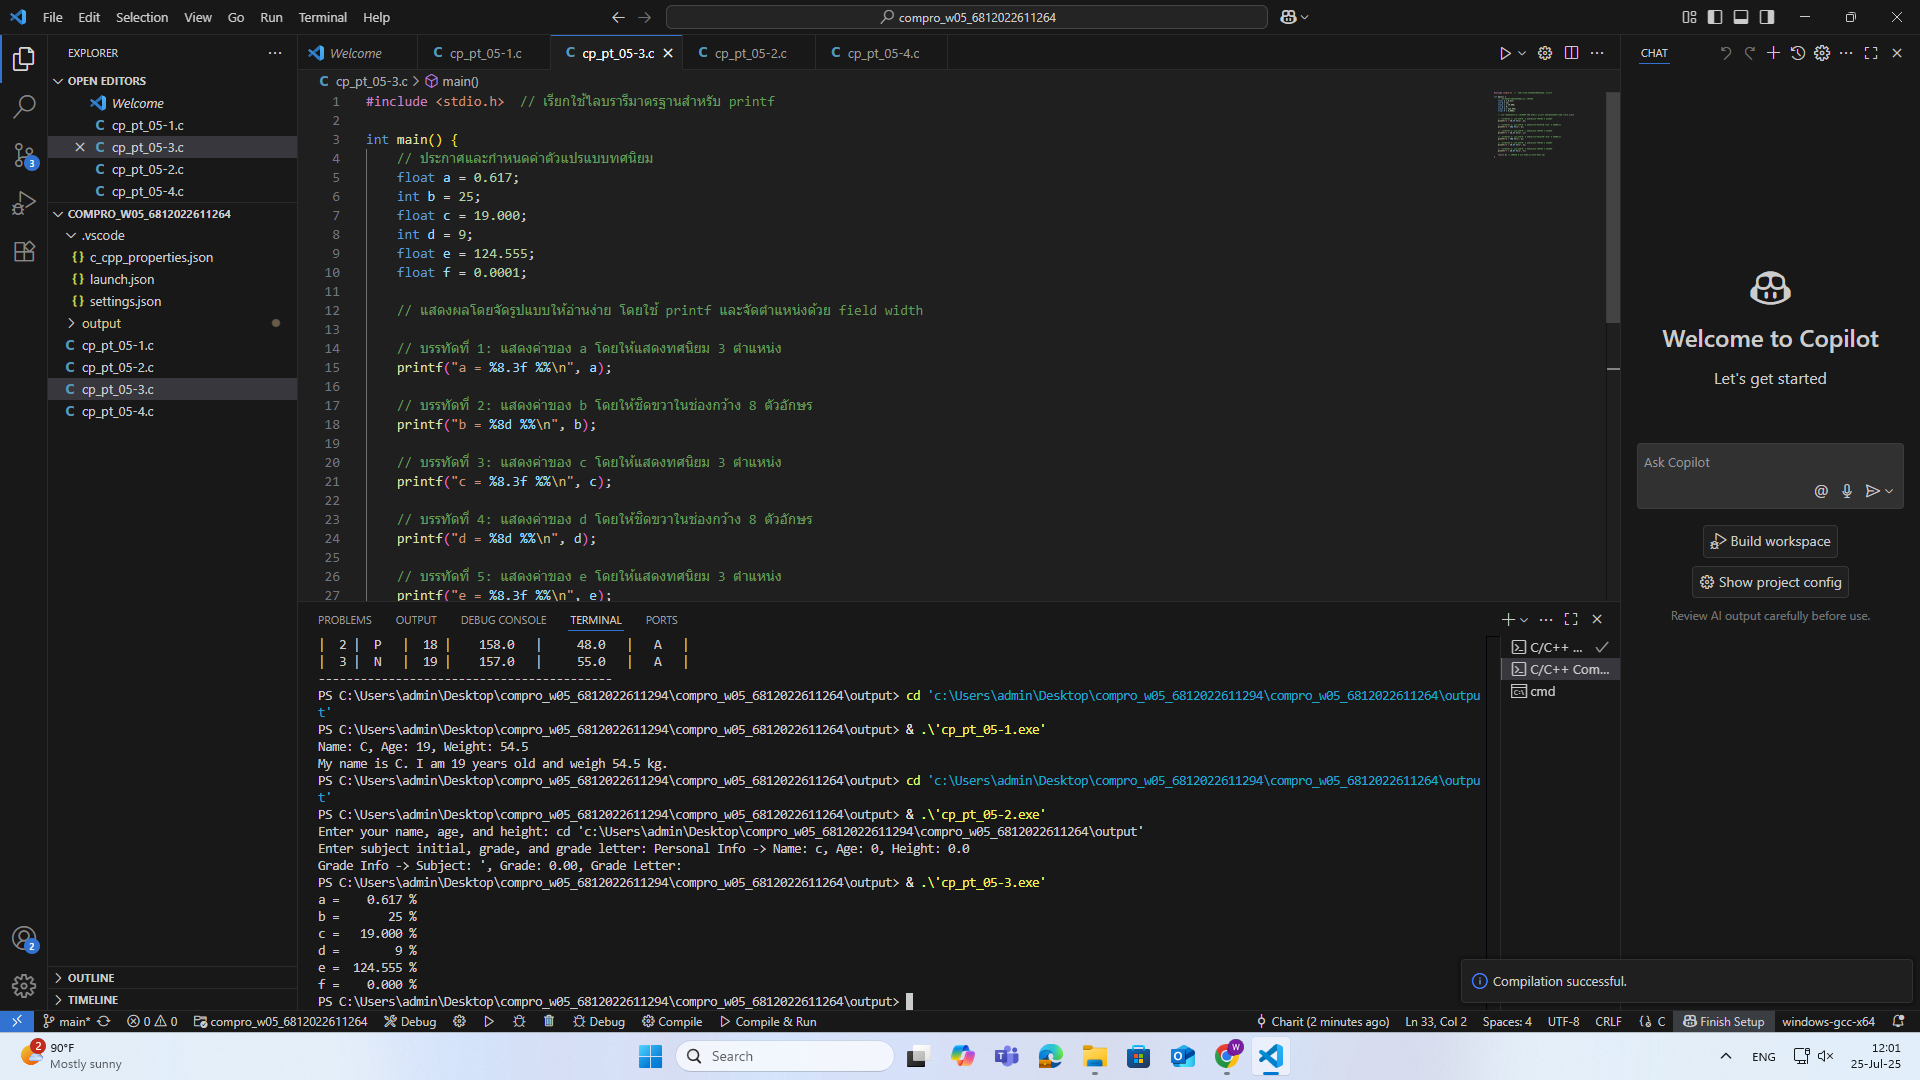 File Edit Selection View Go Run Terminal Help
compro_w05_6812022611264
EXPLORER
OPEN EDITORS
Welcome
cp_pt_05-1.c
cp_pt_05-3.c
cp_pt_05-2.c
cp_pt_05-4.c
COMPRO_W05_6812022611264
.vscode
c_cpp_properties.json
launch.json
settings.json
output
cp_pt_05-1.c
cp_pt_05-2.c
cp_pt_05-3.c
cp_pt_05-4.c
OUTLINE
TIMELINE
Welcome cp_pt_05-1.c cp_pt_05-3.c cp_pt_05-2.c cp_pt_05-4.c
cp_pt_05-3.c > main()
1 #include <stdio.h> // เรียกใช้ไลบรารีมาตรฐานสำหรับ printf
2
3 int main() {
4 // ประกาศและกำหนดค่าตัวแปรแบบทศนิยม
5 float a = 0.617;
6 int b = 25;
7 float c = 19.000;
8 int d = 9;
9 float e = 124.555;
10 float f = 0.0001;
11
12 // แสดงผลโดยจัดรูปแบบให้อ่านง่าย โดยใช้ printf และจัดตำแหน่งด้วย field width
13
14 // บรรทัดที่ 1: แสดงค่าของ a โดยให้แสดงทศนิยม 3 ตำแหน่ง
15 printf("a = %8.3f %%\n", a);
16
17 // บรรทัดที่ 2: แสดงค่าของ b โดยให้ชิดขวาในช่องกว้าง 8 ตัวอักษร
18 printf("b = %8d %%\n", b);
19
20 // บรรทัดที่ 3: แสดงค่าของ c โดยให้แสดงทศนิยม 3 ตำแหน่ง
21 printf("c = %8.3f %%\n", c);
22
23 // บรรทัดที่ 4: แสดงค่าของ d โดยให้ชิดขวาในช่องกว้าง 8 ตัวอักษร
24 printf("d = %8d %%\n", d);
25
26 // บรรทัดที่ 5: แสดงค่าของ e โดยให้แสดงทศนิยม 3 ตำแหน่ง
27 printf("e = %8.3f %%\n", e);
PROBLEMS OUTPUT DEBUG CONSOLE TERMINAL PORTS
| 2 | P | 18 | 158.0 | 48.0 | A |
| 3 | N | 19 | 157.0 | 55.0 | A |
------------------------------------------
PS C:\Users\admin\Desktop\compro_w05_6812022611294\compro_w05_6812022611264\output> cd 'c:\Users\admin\Desktop\compro_w05_6812022611294\compro_w05_6812022611264\outpu
t'
PS C:\Users\admin\Desktop\compro_w05_6812022611294\compro_w05_6812022611264\output> & .\'cp_pt_05-1.exe'
Name: C, Age: 19, Weight: 54.5
My name is C. I am 19 years old and weigh 54.5 kg.
PS C:\Users\admin\Desktop\compro_w05_6812022611294\compro_w05_6812022611264\output> cd 'c:\Users\admin\Desktop\compro_w05_6812022611294\compro_w05_6812022611264\outpu
t'
PS C:\Users\admin\Desktop\compro_w05_6812022611294\compro_w05_6812022611264\output> & .\'cp_pt_05-2.exe'
Enter your name, age, and height: cd 'c:\Users\admin\Desktop\compro_w05_6812022611294\compro_w05_6812022611264\output'
Enter subject initial, grade, and grade letter: Personal Info -> Name: c, Age: 0, Height: 0.0
Grade Info -> Subject: ', Grade: 0.00, Grade Letter:
PS C:\Users\admin\Desktop\compro_w05_6812022611294\compro_w05_6812022611264\output> & .\'cp_pt_05-3.exe'
a = 0.617 %
b = 25 %
c = 19.000 %
d = 9 %
e = 124.555 %
f = 0.000 %
PS C:\Users\admin\Desktop\compro_w05_6812022611294\compro_w05_6812022611264\output>
C/C++ ...
C/C++ Com...
cmd
CHAT
Welcome to Copilot
Let's get started
Ask Copilot
Build workspace
Show project config
Review AI output carefully before use.
Compilation successful.
main* 0 0 compro_w05_6812022611264 Debug Debug Compile Compile & Run
Charit (2 minutes ago) Ln 33, Col 2 Spaces: 4 UTF-8 CRLF {} C Finish Setup windows-gcc-x64
3
2
2
90°F
Mostly sunny
Search
W
ENG
12:01
25-Jul-25